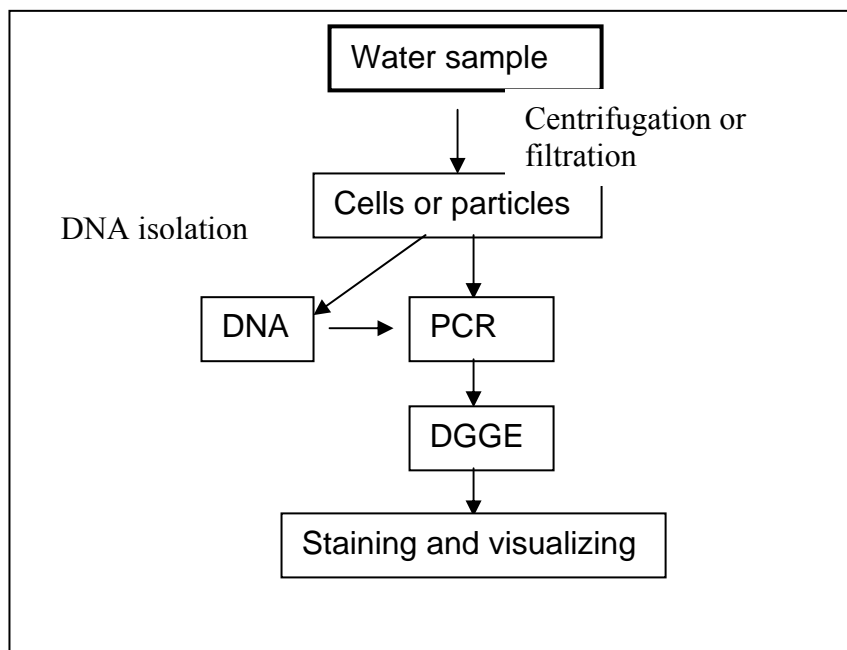 Water sample
Centrifugation or
filtration
Cells or particles
DNA isolation
DNA
PCR
DGGE
Staining and visualizing